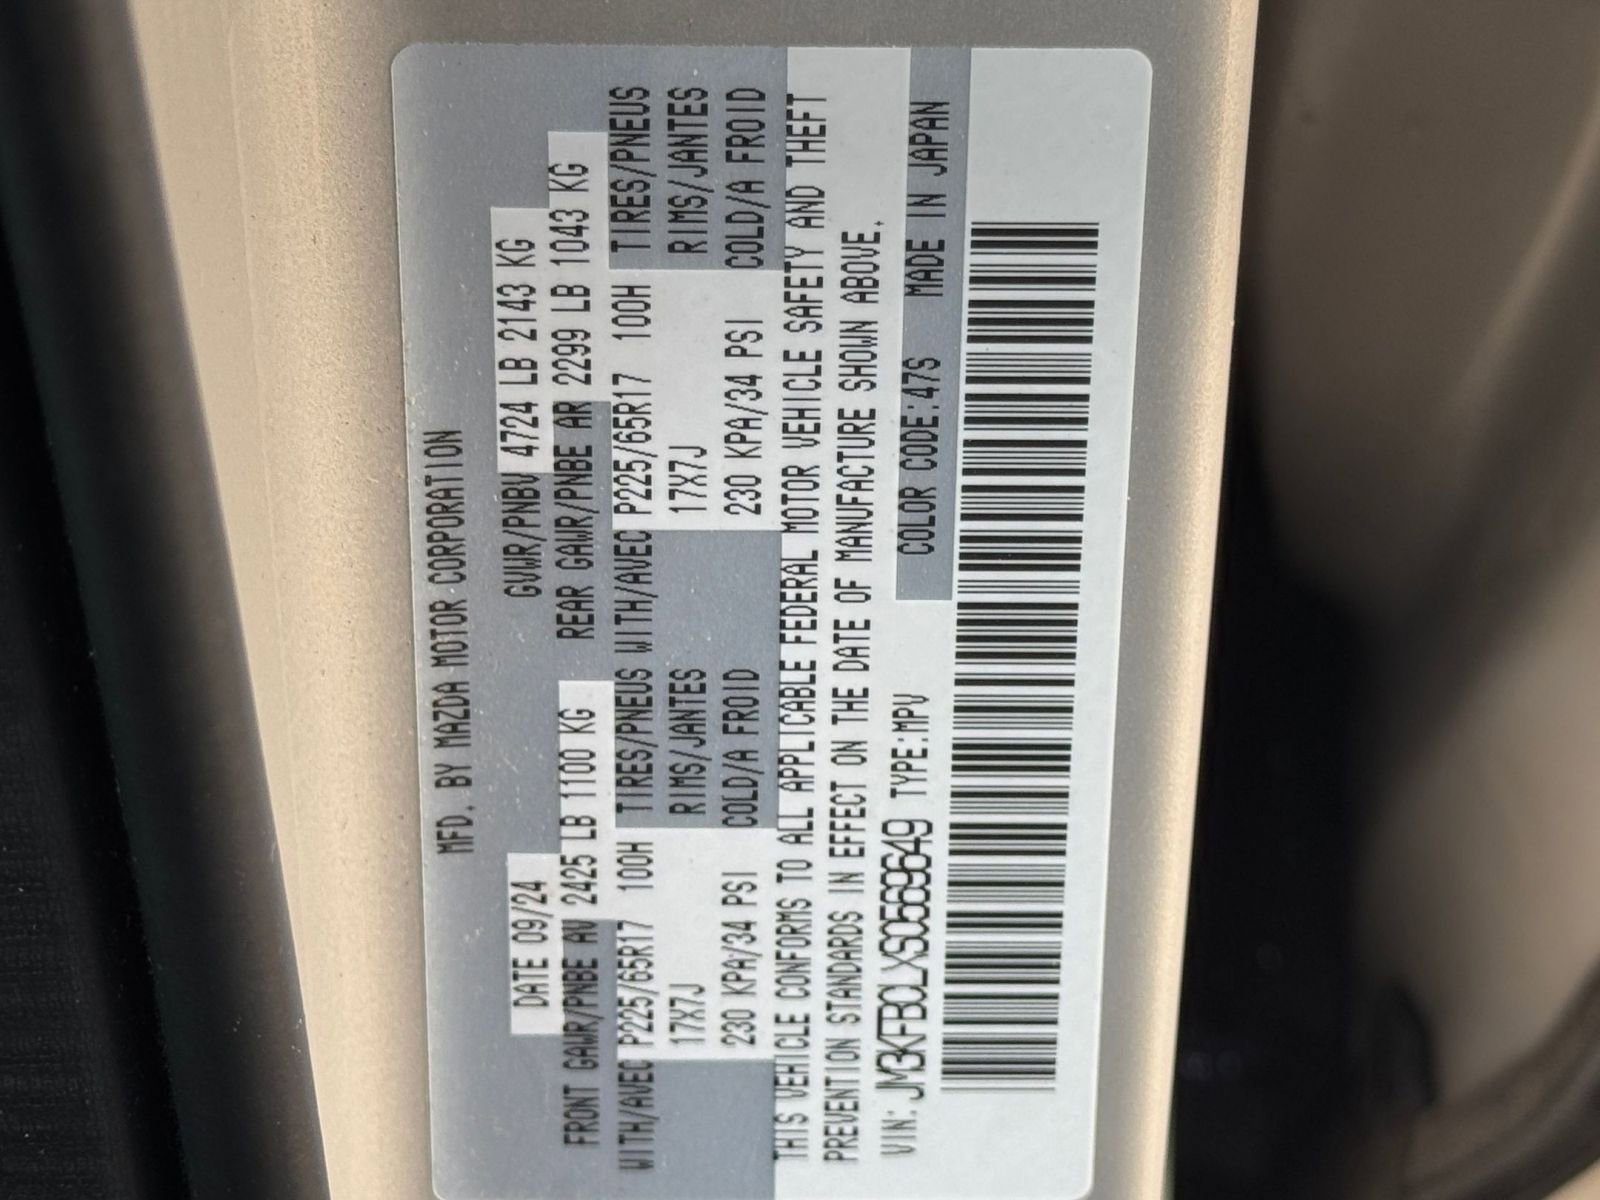 MFD. BY MAZDA MOTOR CORPORATION
DATE 09/24 GVWR/PNBV 4724 LB 2143 KG
FRONT GAWR/PNBE AV 2425 LB 1100 KG REAR GAWR/PNBE AR 2299 LB 1043 KG
WITH/AVEC P225/65R17 100H TIRES/PNEUS WITH/AVEC P225/65R17 100H TIRES/PNEUS
17X7J RIMS/JANTES 17X7J RIMS/JANTES
230 KPA/34 PSI COLD/A FROID 230 KPA/34 PSI COLD/A FROID
THIS VEHICLE CONFORMS TO ALL APPLICABLE FEDERAL MOTOR VEHICLE SAFETY AND THEFT
PREVENTION STANDARDS IN EFFECT ON THE DATE OF MANUFACTURE SHOWN ABOVE.
VIN: JM3KFBCLXS0569649 TYPE:MPV COLOR CODE:47S MADE IN JAPAN